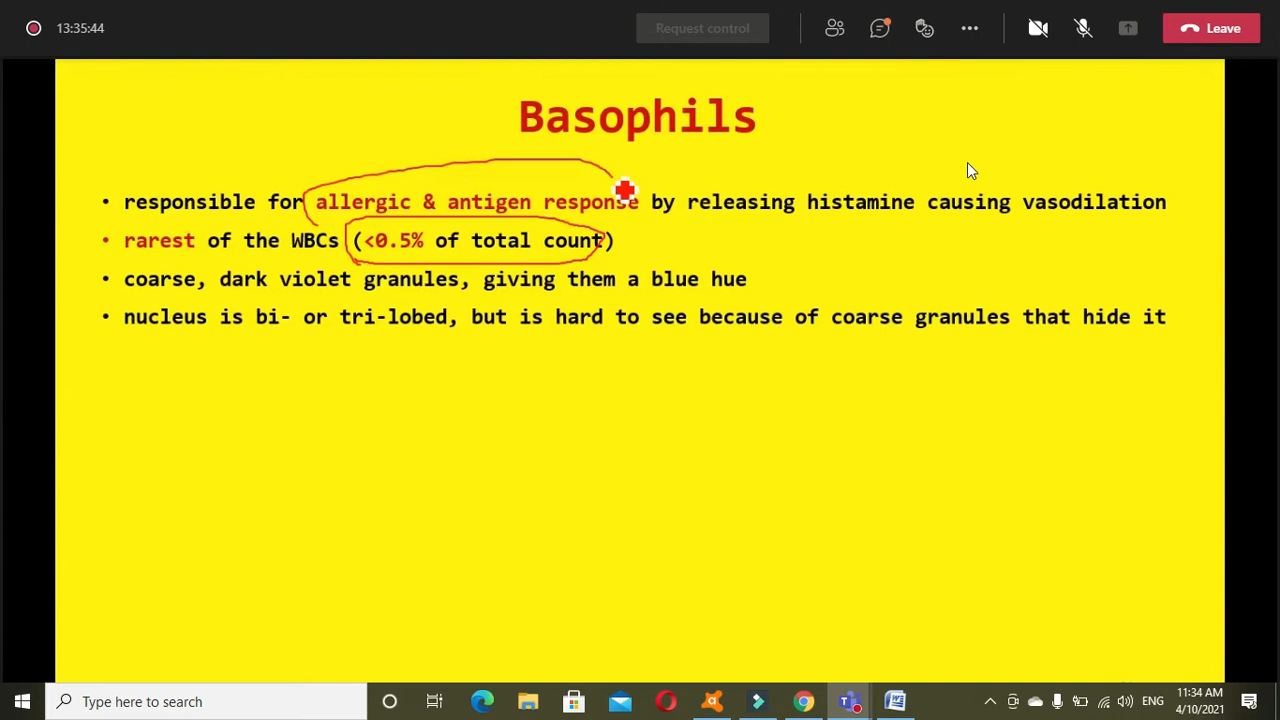 13:35:44
Request control
Leave
Basophils
• responsible for allergic & antigen response by releasing histamine causing vasodilation
• rarest of the WBCs (<0.5% of total count)
• coarse, dark violet granules, giving them a blue hue
• nucleus is bi- or tri-lobed, but is hard to see because of coarse granules that hide it
Type here to search
ENG
11:34 AM
4/10/2021